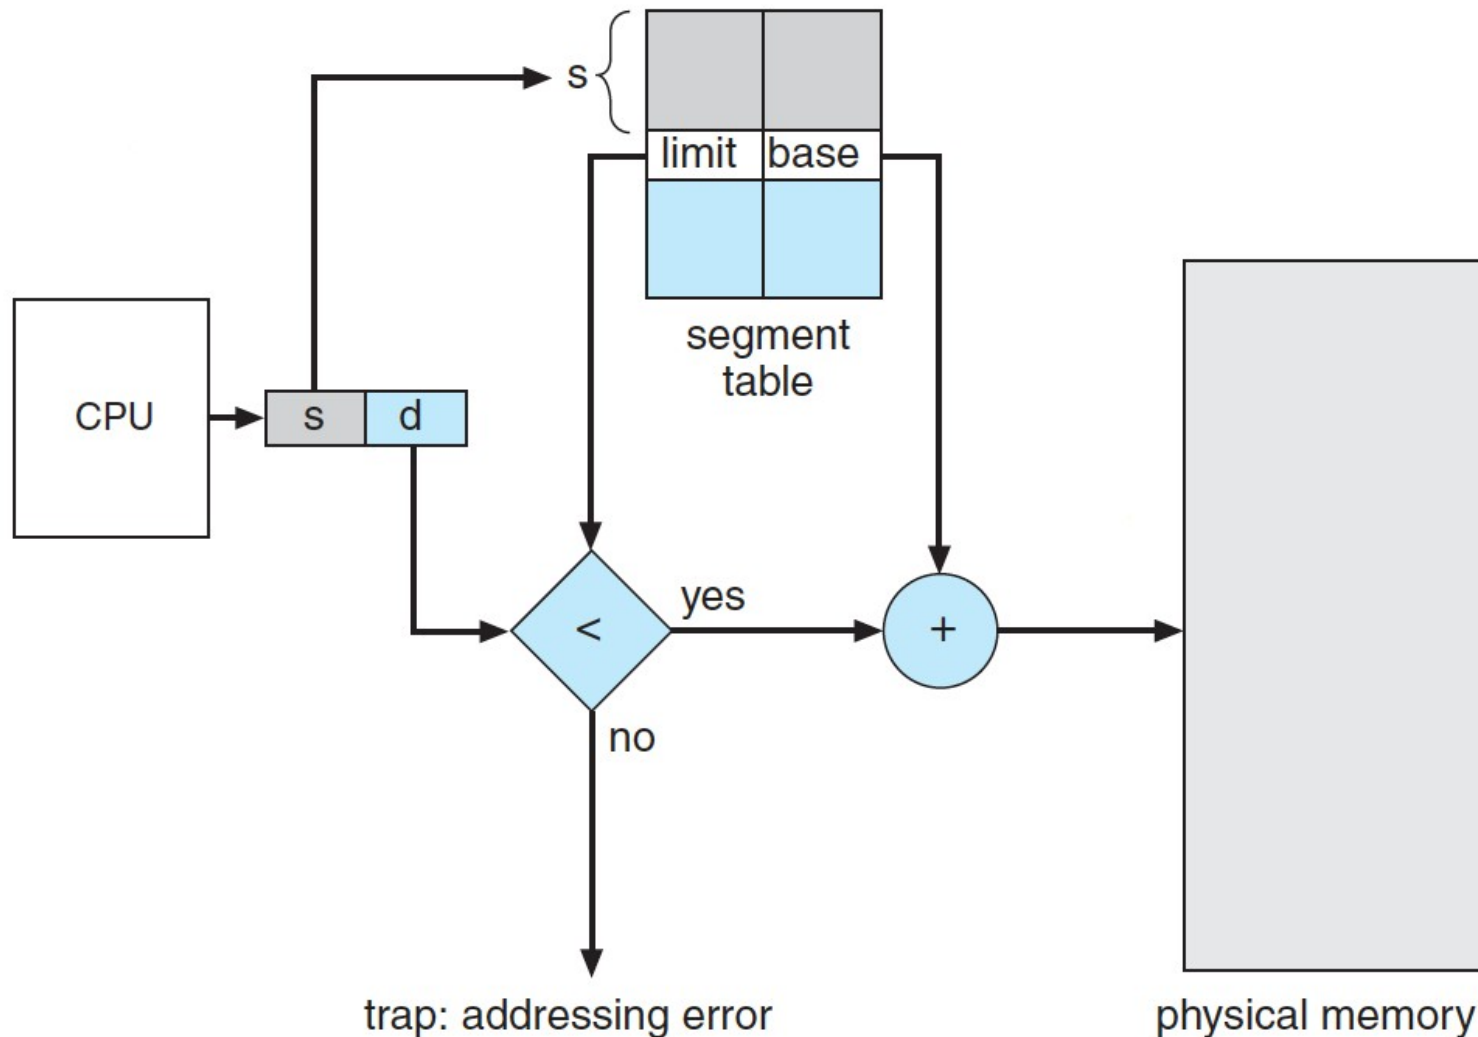 s
limit base
segment
table
CPU
s d
yes
<
+
no
trap: addressing error
physical memory